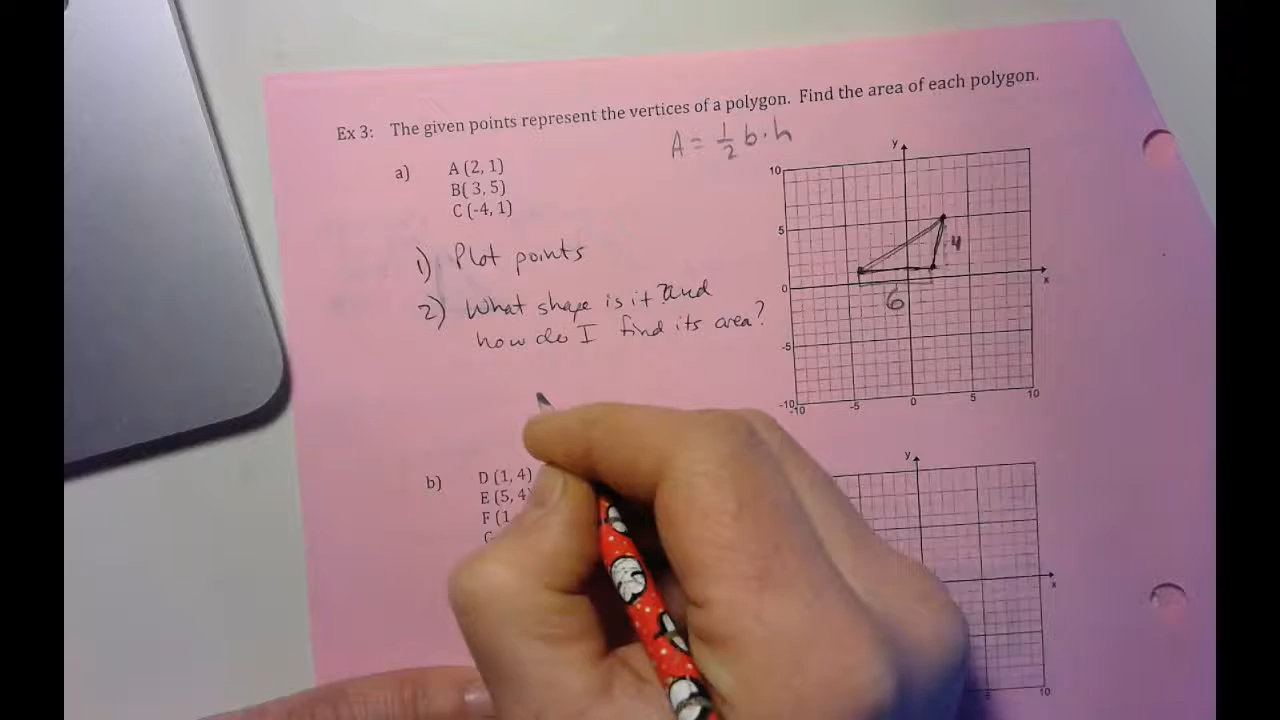 Ex 3: The given points represent the vertices of a polygon. Find the area of each polygon.
A = 1/2 b · h
a) A (2, 1)
B( 3, 5)
C (-4, 1)
1) Plot points
2) What shape is it and
how do I find its area?
y
10
5
0
-5
-10
-10 -5 0 5 10
x
4
6
b) D (1, 4)
E (5, 4)
F (1
y
x
10